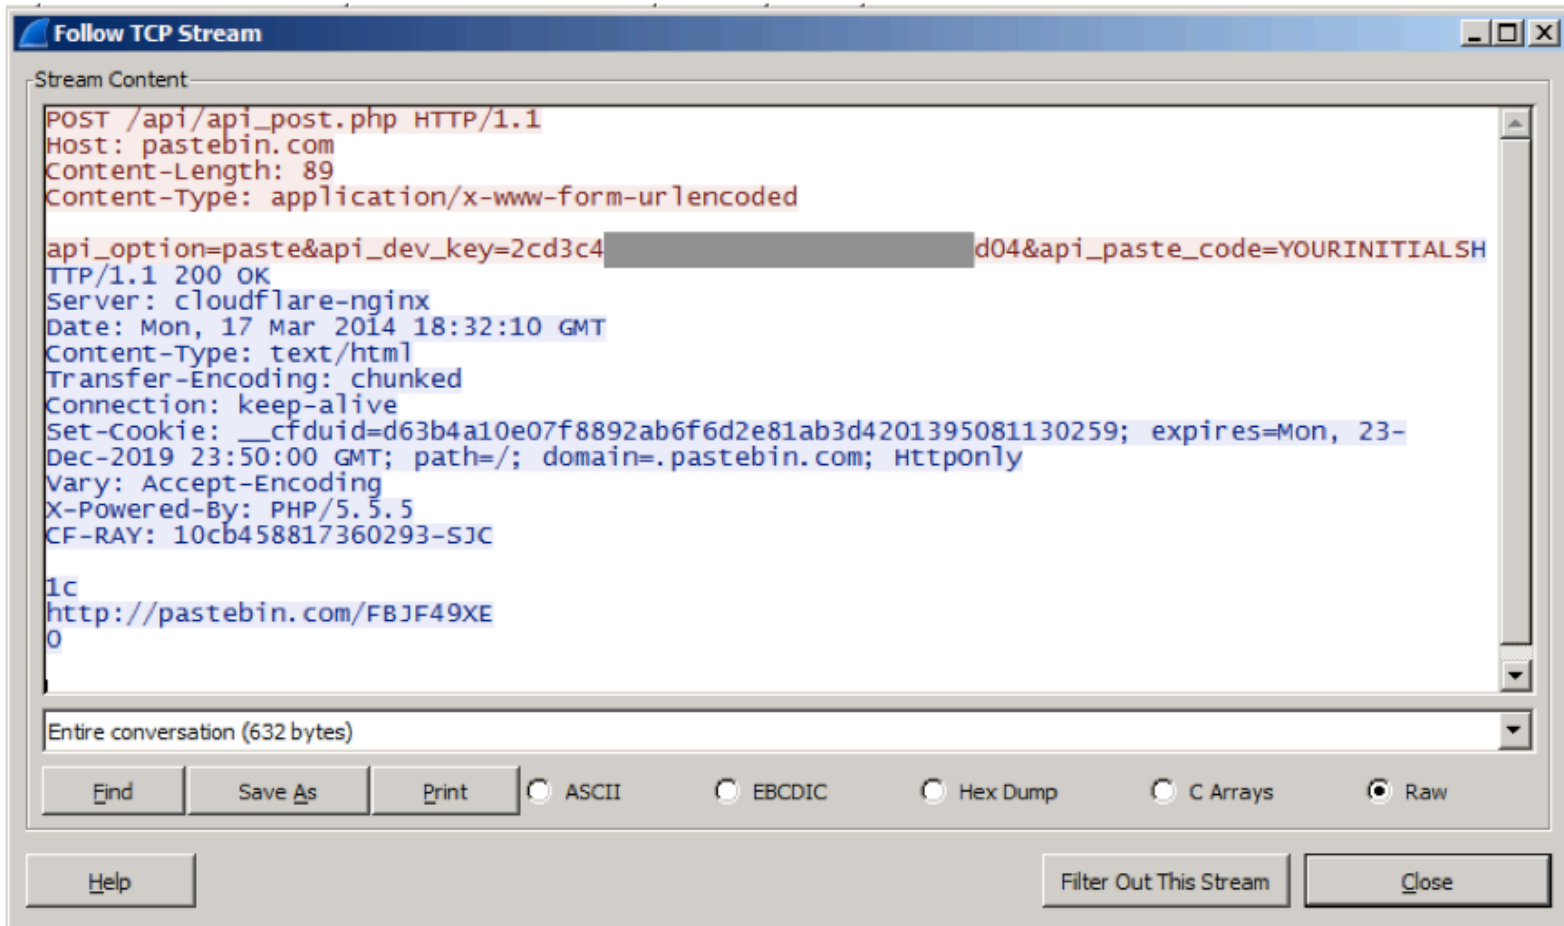 Follow TCP Stream
Stream Content
POST /api/api_post.php HTTP/1.1
Host: pastebin.com
Content-Length: 89
Content-Type: application/x-www-form-urlencoded
api_option=paste&api_dev_key=2cd3c4 d04&api_paste_code=YOURINITIALSH
TTP/1.1 200 OK
Server: cloudflare-nginx
Date: Mon, 17 Mar 2014 18:32:10 GMT
Content-Type: text/html
Transfer-Encoding: chunked
Connection: keep-alive
Set-Cookie: __cfduid=d63b4a10e07f8892ab6f6d2e81ab3d4201395081130259; expires=Mon, 23-
Dec-2019 23:50:00 GMT; path=/; domain=.pastebin.com; HttpOnly
Vary: Accept-Encoding
X-Powered-By: PHP/5.5.5
CF-RAY: 10cb458817360293-SJC
1c
http://pastebin.com/FBJF49XE
0
Entire conversation (632 bytes)
Find Save As Print ASCII EBCDIC Hex Dump C Arrays Raw
Help Filter Out This Stream Close